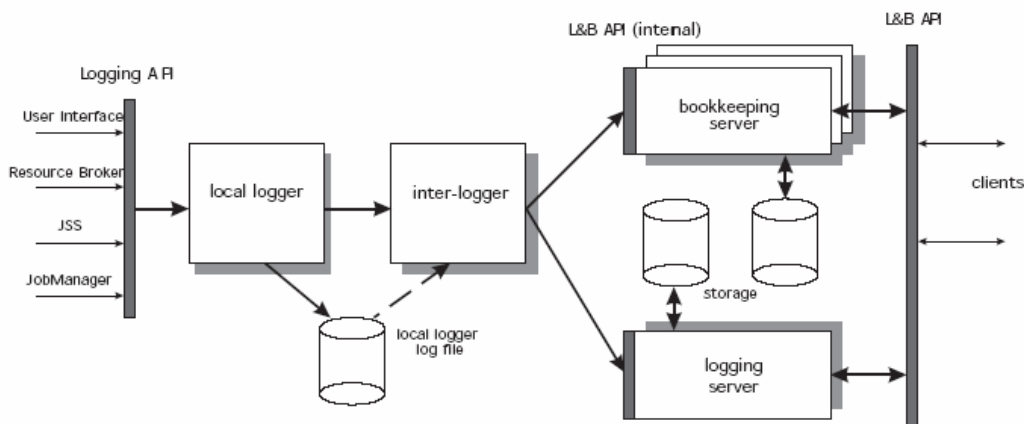 L&B API
L&B API (internal)
Logging API
User Interface
Resource Broker
JSS
JobManager
local logger
inter-logger
local logger
log file
bookkeeping
server
storage
logging
server
clients